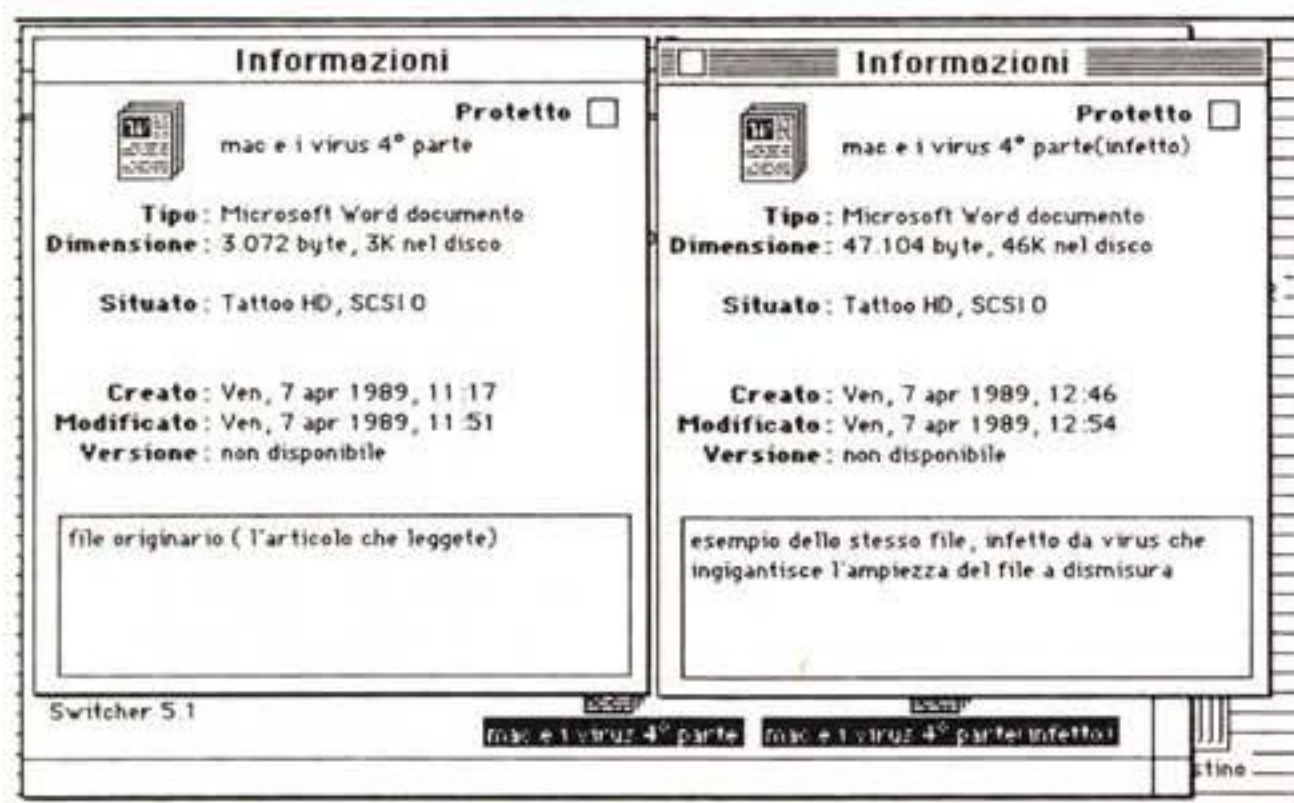 Informazioni
Protetto
mac e i virus 4° parte
Tipo: Microsoft Word documento
Dimensione: 3.072 byte, 3K nel disco
Situato: Tattoo HD, SCSI 0
Creato: Ven, 7 apr 1989, 11:17
Modificato: Ven, 7 apr 1989, 11:51
Versione: non disponibile
file originario ( l'articolo che leggete)
Informazioni
Protetto
mac e i virus 4° parte(infetto)
Tipo: Microsoft Word documento
Dimensione: 47.104 byte, 46K nel disco
Situato: Tattoo HD, SCSI 0
Creato: Ven, 7 apr 1989, 12:46
Modificato: Ven, 7 apr 1989, 12:54
Versione: non disponibile
esempio dello stesso file, infetto da virus che
ingigantisce l'ampiezza del file a dismisura
Switcher 5.1
mac e i virus 4° parte
mac e i virus 4° parte(infetto)
stino